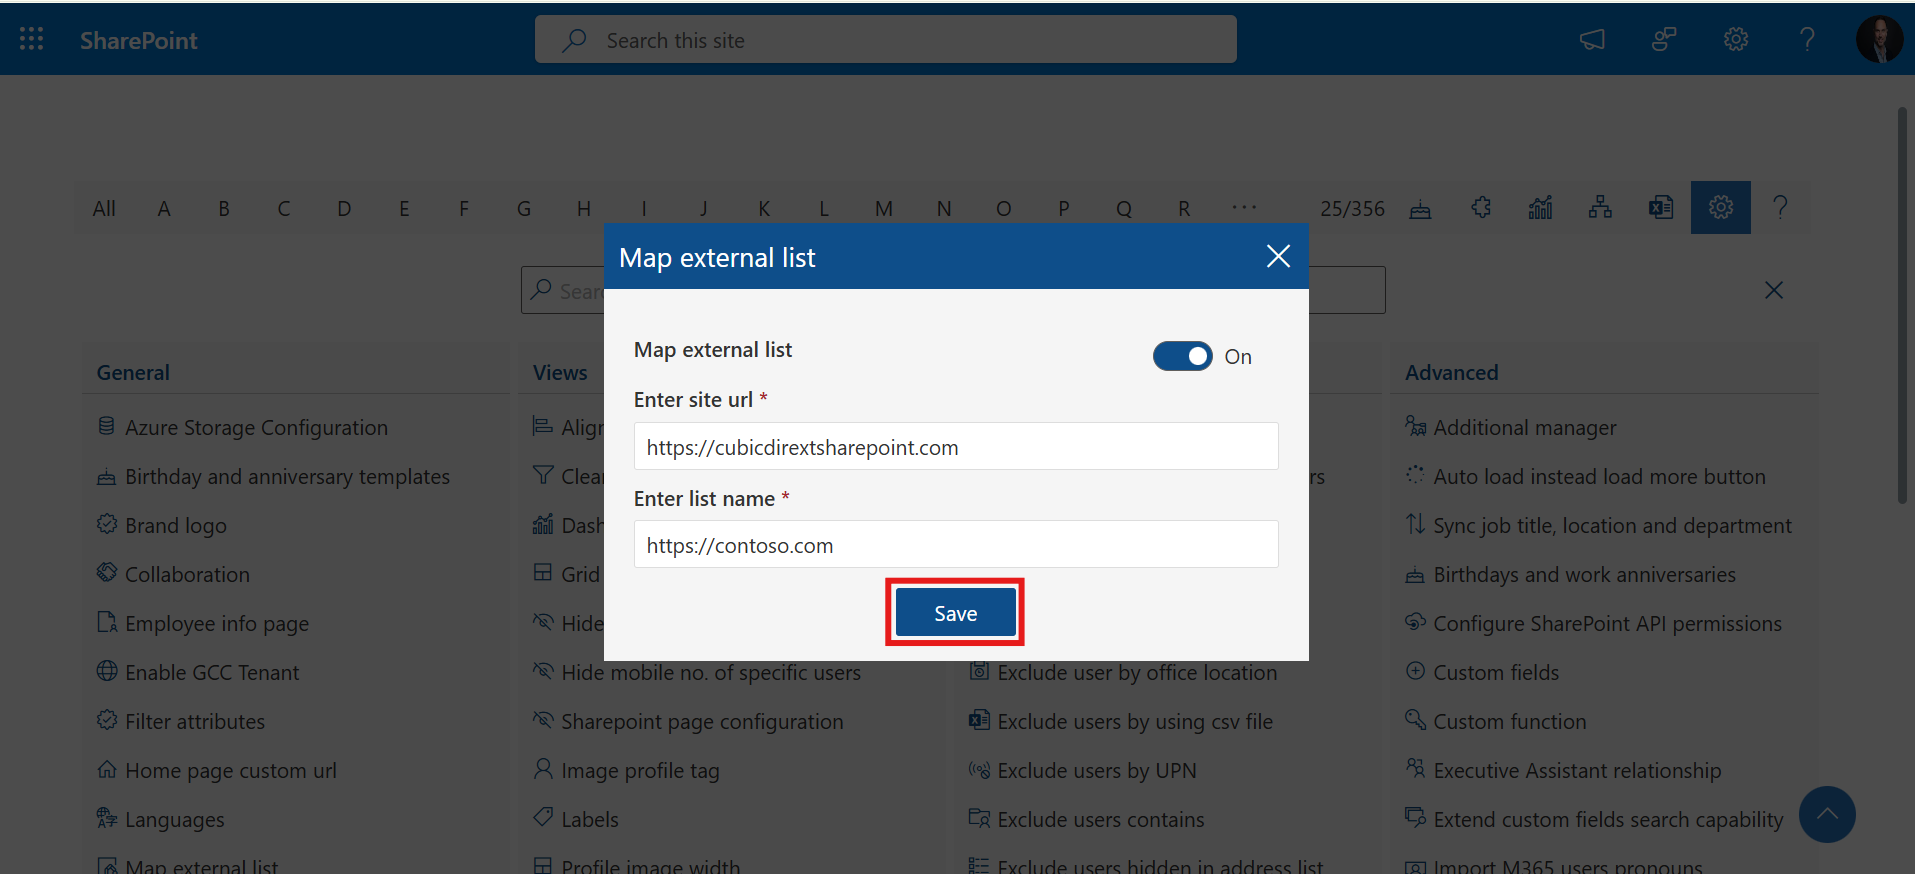 SharePoint
Search this site
All A B C D E F G H I J K L M N O P Q R ... 25/356
Map external list
Sear
Map external list
On
Enter site url *
https://cubicdirextsharepoint.com
Enter list name *
https://contoso.com
Save
General
Azure Storage Configuration
Birthday and anniversary templates
Brand logo
Collaboration
Employee info page
Enable GCC Tenant
Filter attributes
Home page custom url
Languages
Map external list
Views
Align
Clear
Dash
Grid
Hide
Hide mobile no. of specific users
Sharepoint page configuration
Image profile tag
Labels
Profile image width
rs
Exclude user by office location
Exclude users by using csv file
Exclude users by UPN
Exclude users contains
Exclude users hidden in address list
Advanced
Additional manager
Auto load instead load more button
Sync job title, location and department
Birthdays and work anniversaries
Configure SharePoint API permissions
Custom fields
Custom function
Executive Assistant relationship
Extend custom fields search capability
Import M365 users pronouns